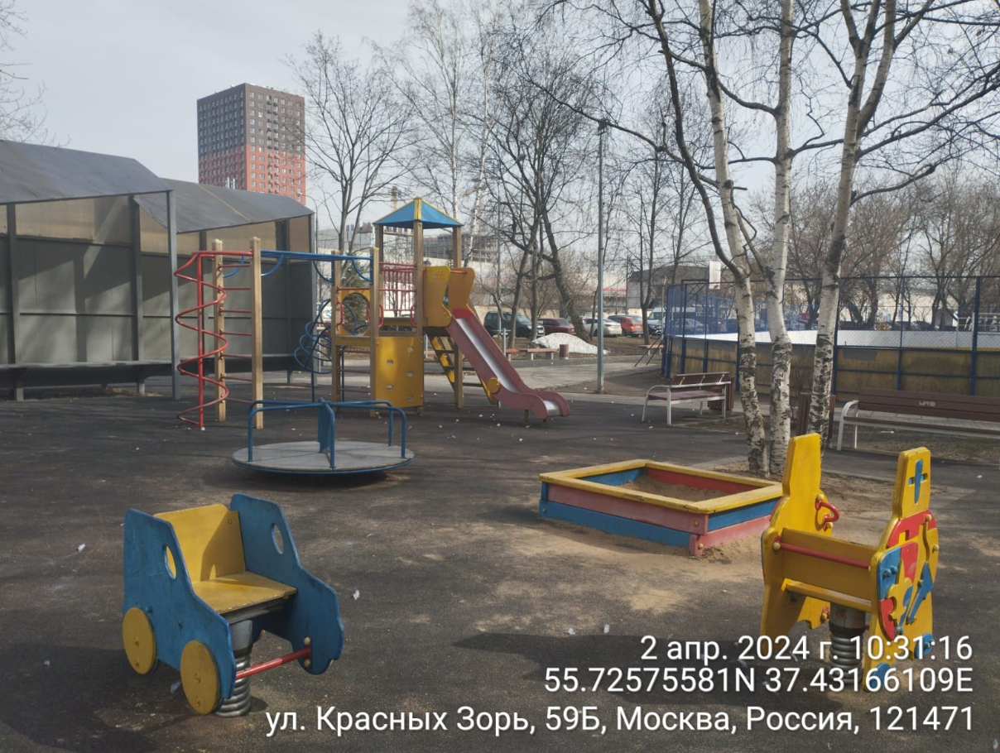 2 апр. 2024 г. 10:31:16
55.72575581N 37.43166109E
ул. Красных Зорь, 59Б, Москва, Россия, 121471